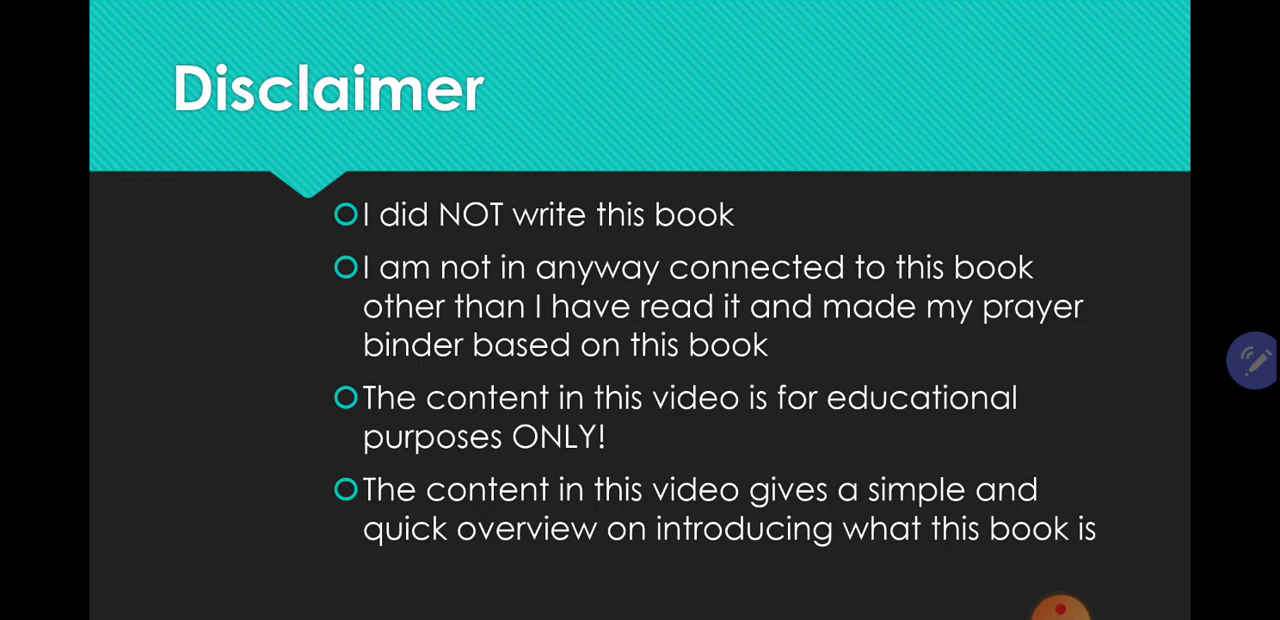 Disclaimer
I did NOT write this book
I am not in anyway connected to this book
other than I have read it and made my prayer
binder based on this book
The content in this video is for educational
purposes ONLY!
The content in this video gives a simple and
quick overview on introducing what this book is